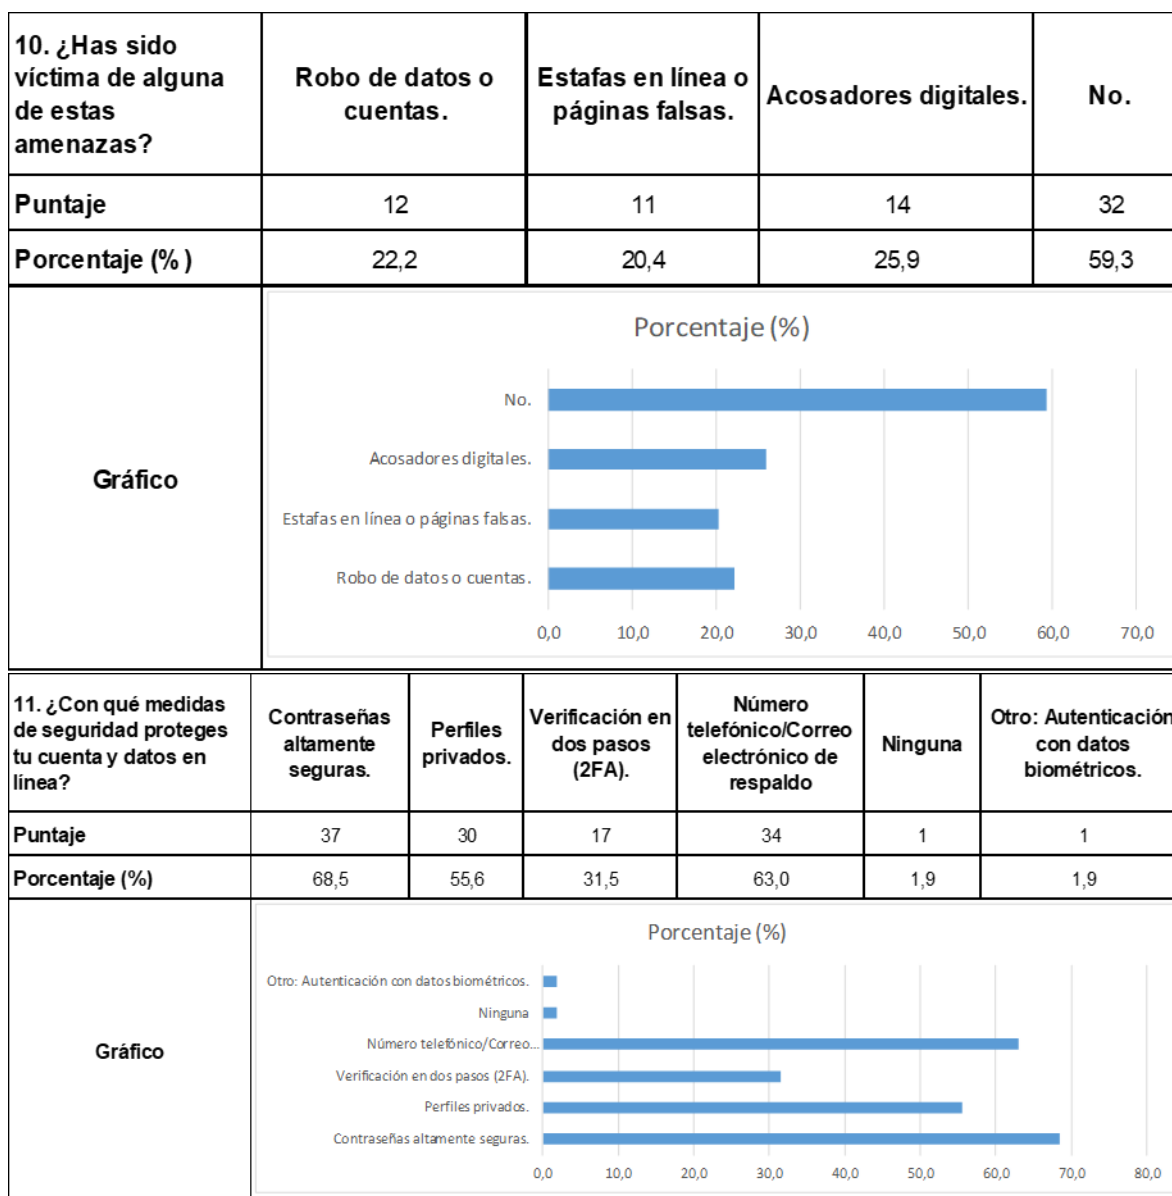 10. ¿Has sido
víctima de alguna
de estas
amenazas?
Robo de datos o
cuentas.
Estafas en línea o
páginas falsas.
Acosadores digitales.
No.
Puntaje
12
11
14
32
Porcentaje (%)
22,2
20,4
25,9
59,3
Gráfico
Porcentaje (%)
No.
Acosadores digitales.
Estafas en línea o páginas falsas.
Robo de datos o cuentas.
0,0 10,0 20,0 30,0 40,0 50,0 60,0 70,0
11. ¿Con qué medidas
de seguridad proteges
tu cuenta y datos en
línea?
Contraseñas
altamente
seguras.
Perfiles
privados.
Verificación en
dos pasos
(2FA).
Número
telefónico/Correo
electrónico de
respaldo
Ninguna
Otro: Autenticación
con datos
biométricos.
Puntaje
37
30
17
34
1
1
Porcentaje (%)
68,5
55,6
31,5
63,0
1,9
1,9
Gráfico
Porcentaje (%)
Otro: Autenticación con datos biométricos.
Ninguna
Número telefónico/Correo...
Verificación en dos pasos (2FA).
Perfiles privados.
Contraseñas altamente seguras.
0,0 10,0 20,0 30,0 40,0 50,0 60,0 70,0 80,0